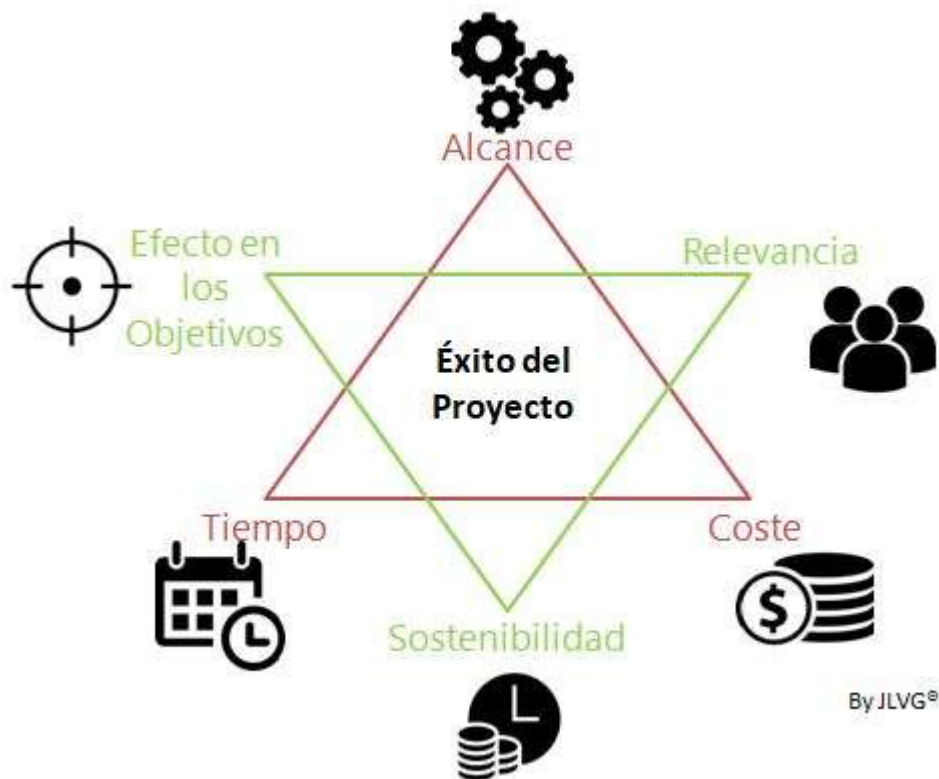 Alcance
Efecto en
los
Objetivos
Relevancia
Éxito del
Proyecto
Tiempo
Coste
$
Sostenibilidad
By JLVG®